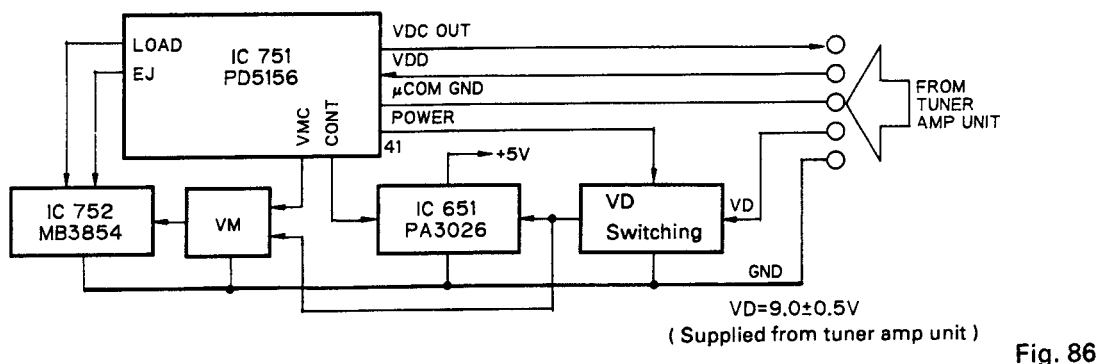 LOAD
EJ
IC 751
PD5156
VMC
CONT
VDC OUT
VDD
μCOM GND
POWER
41
FROM
TUNER
AMP UNIT
+5V
IC 752
MB3854
VM
IC 651
PA3026
VD
Switching
VD
GND
VD=9.0±0.5V
( Supplied from tuner amp unit )
Fig. 86